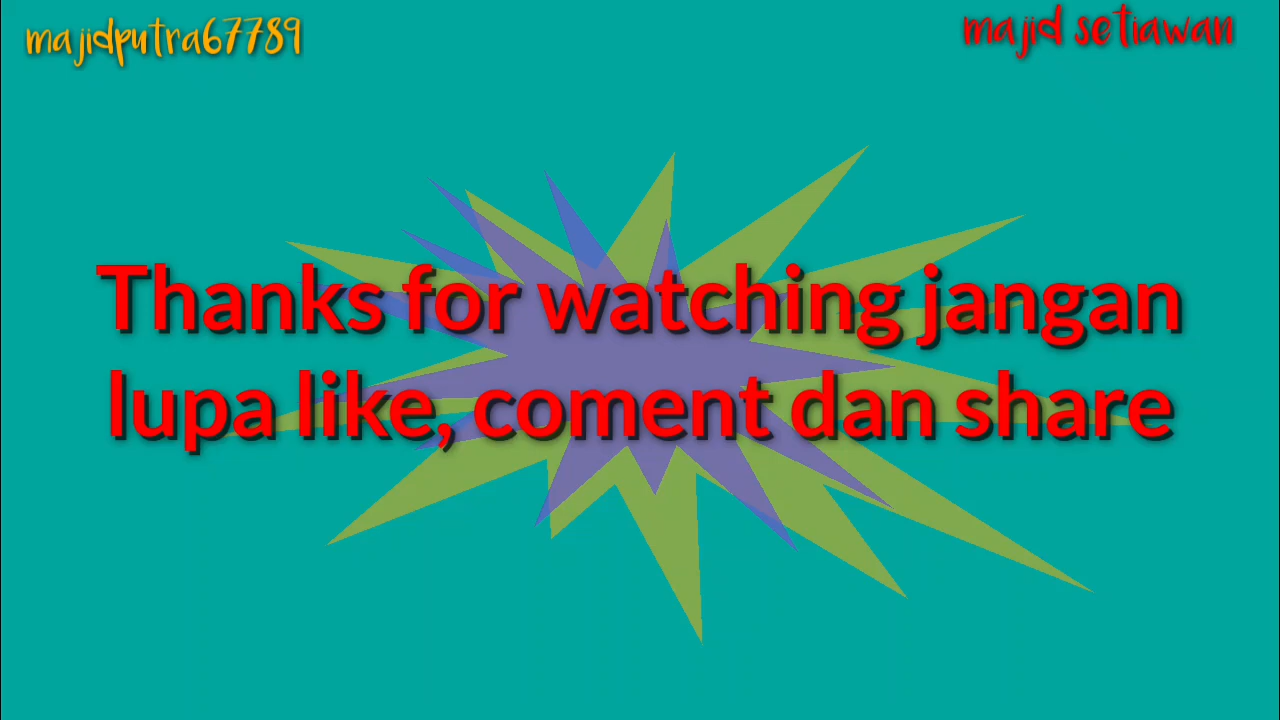 majidputra67789
majid setiawan
Thanks for watching jangan
lupa like, coment dan share